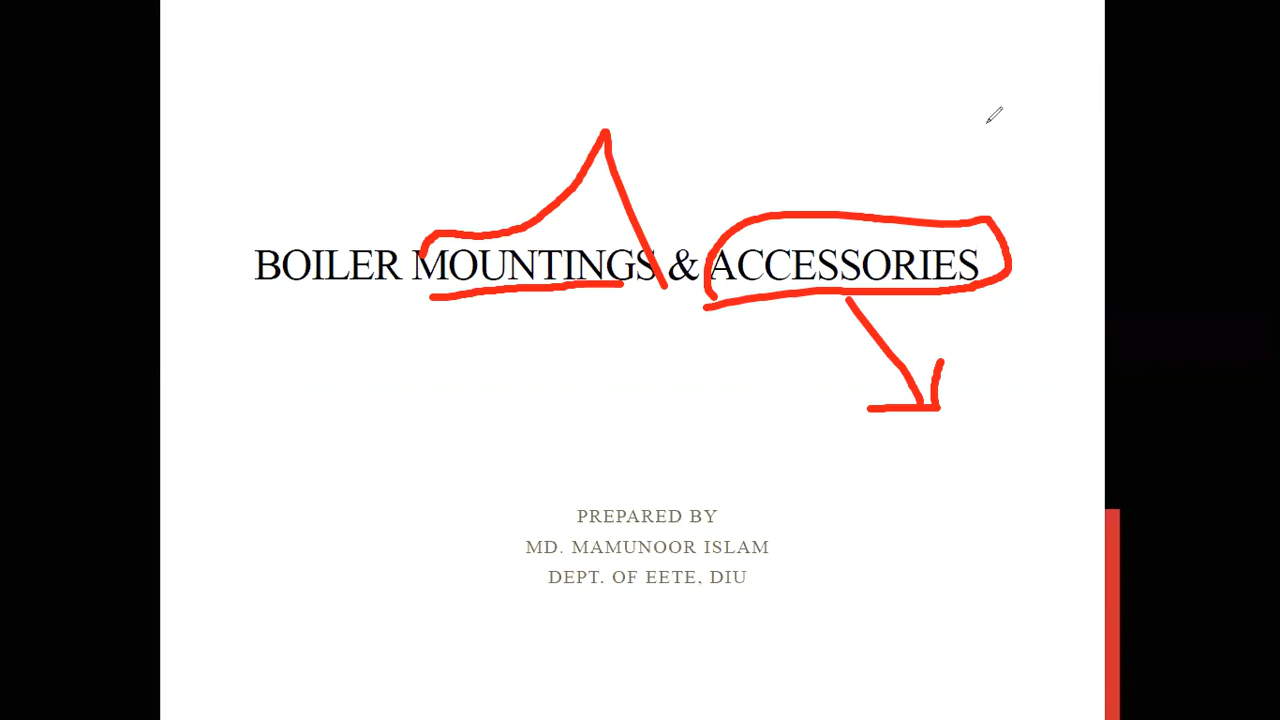 BOILER MOUNTINGS & ACCESSORIES
PREPARED BY
MD. MAMUNOOR ISLAM
DEPT. OF EETE, DIU